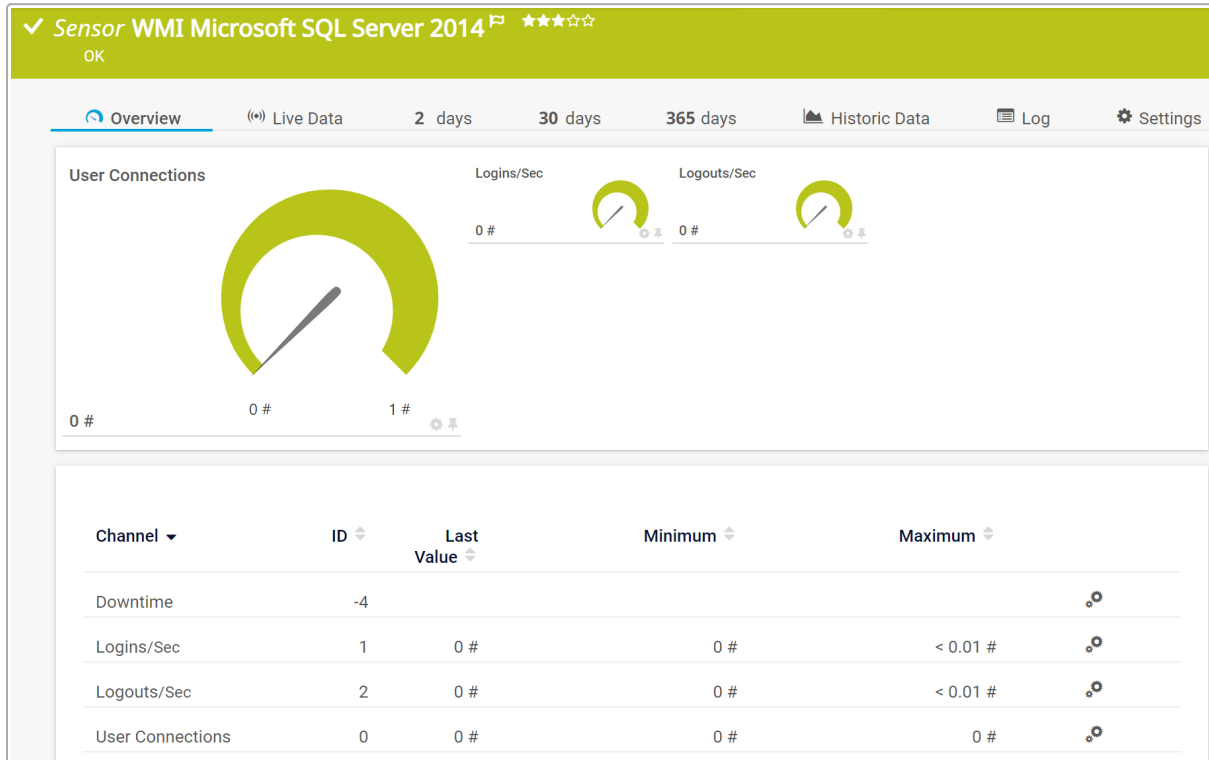 Sensor WMI Microsoft SQL Server 2014
OK
Overview Live Data 2 days 30 days 365 days Historic Data Log Settings
User Connections
0 #
0 # 1 #
Logins/Sec
0 #
Logouts/Sec
0 #
Channel ID Last Value Minimum Maximum
Downtime -4
Logins/Sec 1 0 # 0 # < 0.01 #
Logouts/Sec 2 0 # 0 # < 0.01 #
User Connections 0 0 # 0 # 0 #